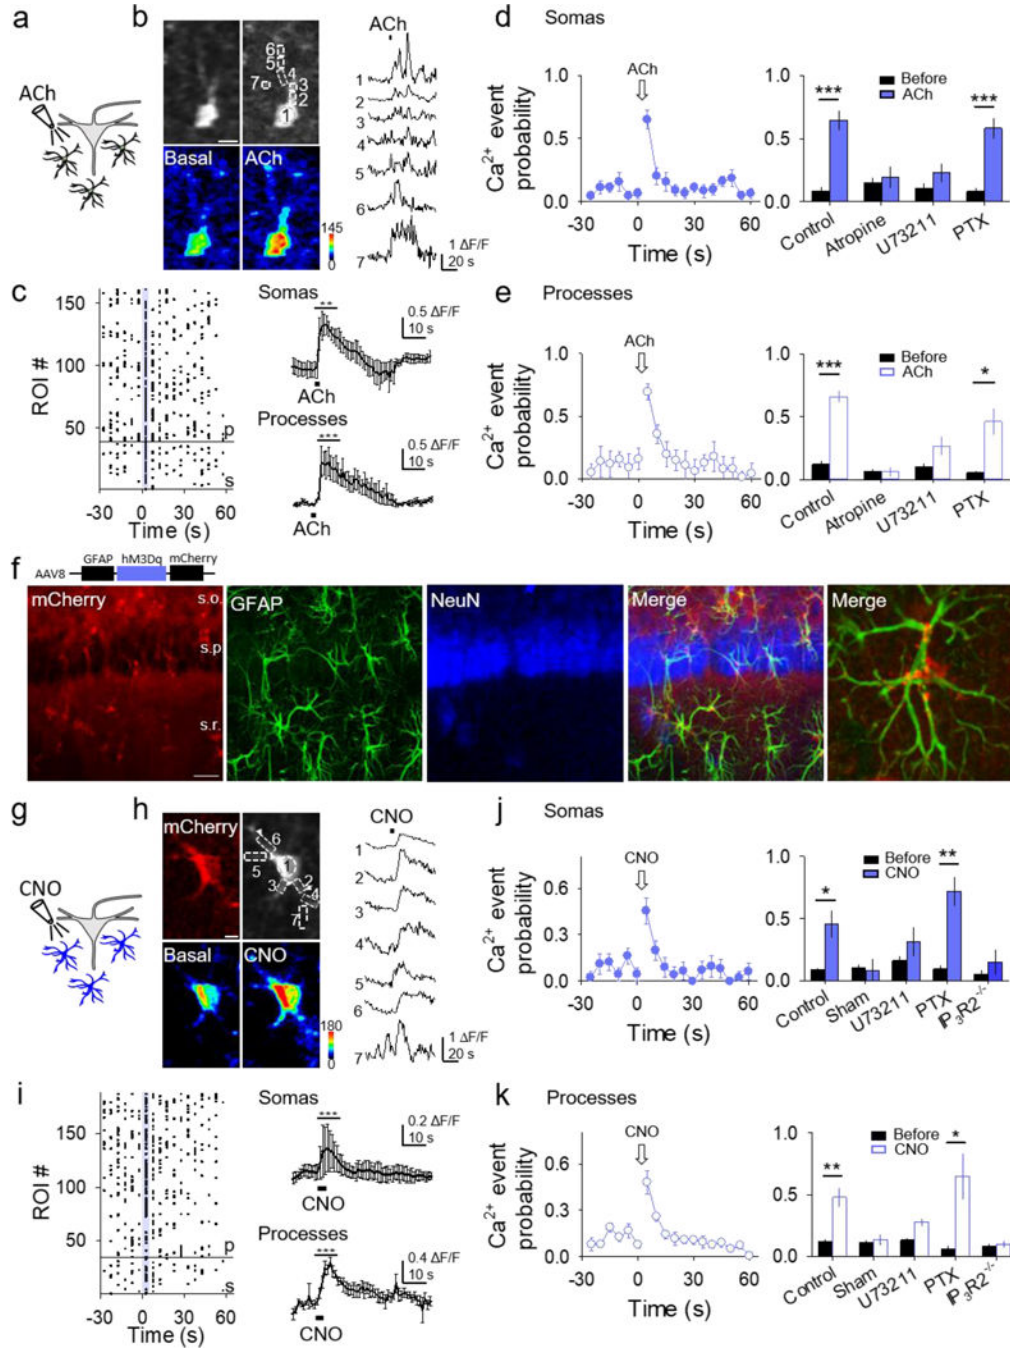 a
ACh
b
6
5
4
7
3
2
1
Basal
ACh
145
0
ACh
1
2
3
4
5
6
7
1 ΔF/F
20 s
c
150
100
50
ROI #
p
s
-30 0 30 60
Time (s)
Somas
**
0.5 ΔF/F
10 s
ACh
Processes
***
0.5 ΔF/F
10 s
ACh
d
Somas
Ca2+ event
probability
1.0
0.5
0.0
ACh
-30 0 30 60
Time (s)
1.0
0.5
0.0
Before
ACh
***
***
Control
Atropine
U73211
PTX
e
Processes
Ca2+ event
probability
1.0
0.5
0.0
ACh
-30 0 30 60
Time (s)
1.0
0.5
0.0
Before
ACh
***
*
Control
Atropine
U73211
PTX
f
AAV8
GFAP
hM3Dq
mCherry
mCherry
s.o.
s.p
s.r.
GFAP
NeuN
Merge
Merge
g
CNO
h
mCherry
6
1
5
3
2
4
7
Basal
CNO
180
0
CNO
1
2
3
4
5
6
7
1 ΔF/F
20 s
i
150
100
50
ROI #
p
s
-30 0 30 60
Time (s)
Somas
***
0.2 ΔF/F
10 s
CNO
Processes
***
0.4 ΔF/F
10 s
CNO
j
Somas
Ca2+ event
probability
0.6
0.3
0.0
CNO
-30 0 30 60
Time (s)
1.0
0.5
0.0
Before
CNO
*
**
Control
Sham
U73211
PTX
IP3R2-/-
k
Processes
Ca2+ event
probability
0.6
0.3
0.0
CNO
-30 0 30 60
Time (s)
1.0
0.5
0.0
Before
CNO
**
*
Control
Sham
U73211
PTX
IP3R2-/-